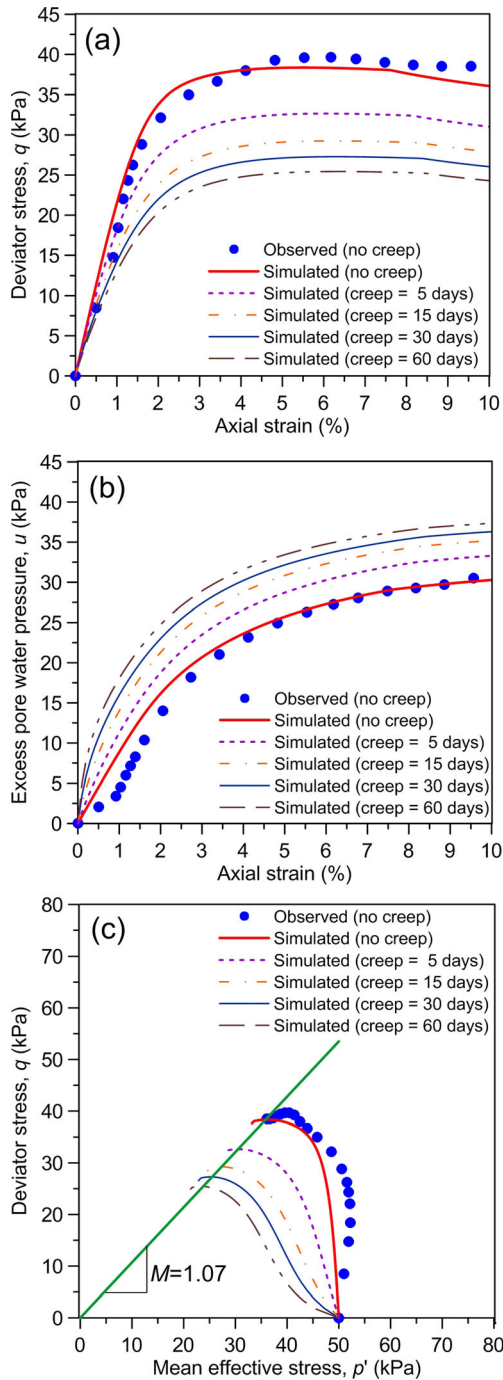 (a)
Deviator stress, q (kPa)
45
40
35
30
25
20
15
10
5
0
Observed (no creep)
Simulated (no creep)
Simulated (creep = 5 days)
Simulated (creep = 15 days)
Simulated (creep = 30 days)
Simulated (creep = 60 days)
0 1 2 3 4 5 6 7 8 9 10
Axial strain (%)
(b)
Excess pore water pressure, u (kPa)
45
40
35
30
25
20
15
10
5
0
Observed (no creep)
Simulated (no creep)
Simulated (creep = 5 days)
Simulated (creep = 15 days)
Simulated (creep = 30 days)
Simulated (creep = 60 days)
0 1 2 3 4 5 6 7 8 9 10
Axial strain (%)
(c)
Deviator stress, q (kPa)
80
70
60
50
40
30
20
10
0
Observed (no creep)
Simulated (no creep)
Simulated (creep = 5 days)
Simulated (creep = 15 days)
Simulated (creep = 30 days)
Simulated (creep = 60 days)
M=1.07
0 10 20 30 40 50 60 70 80
Mean effective stress, p' (kPa)